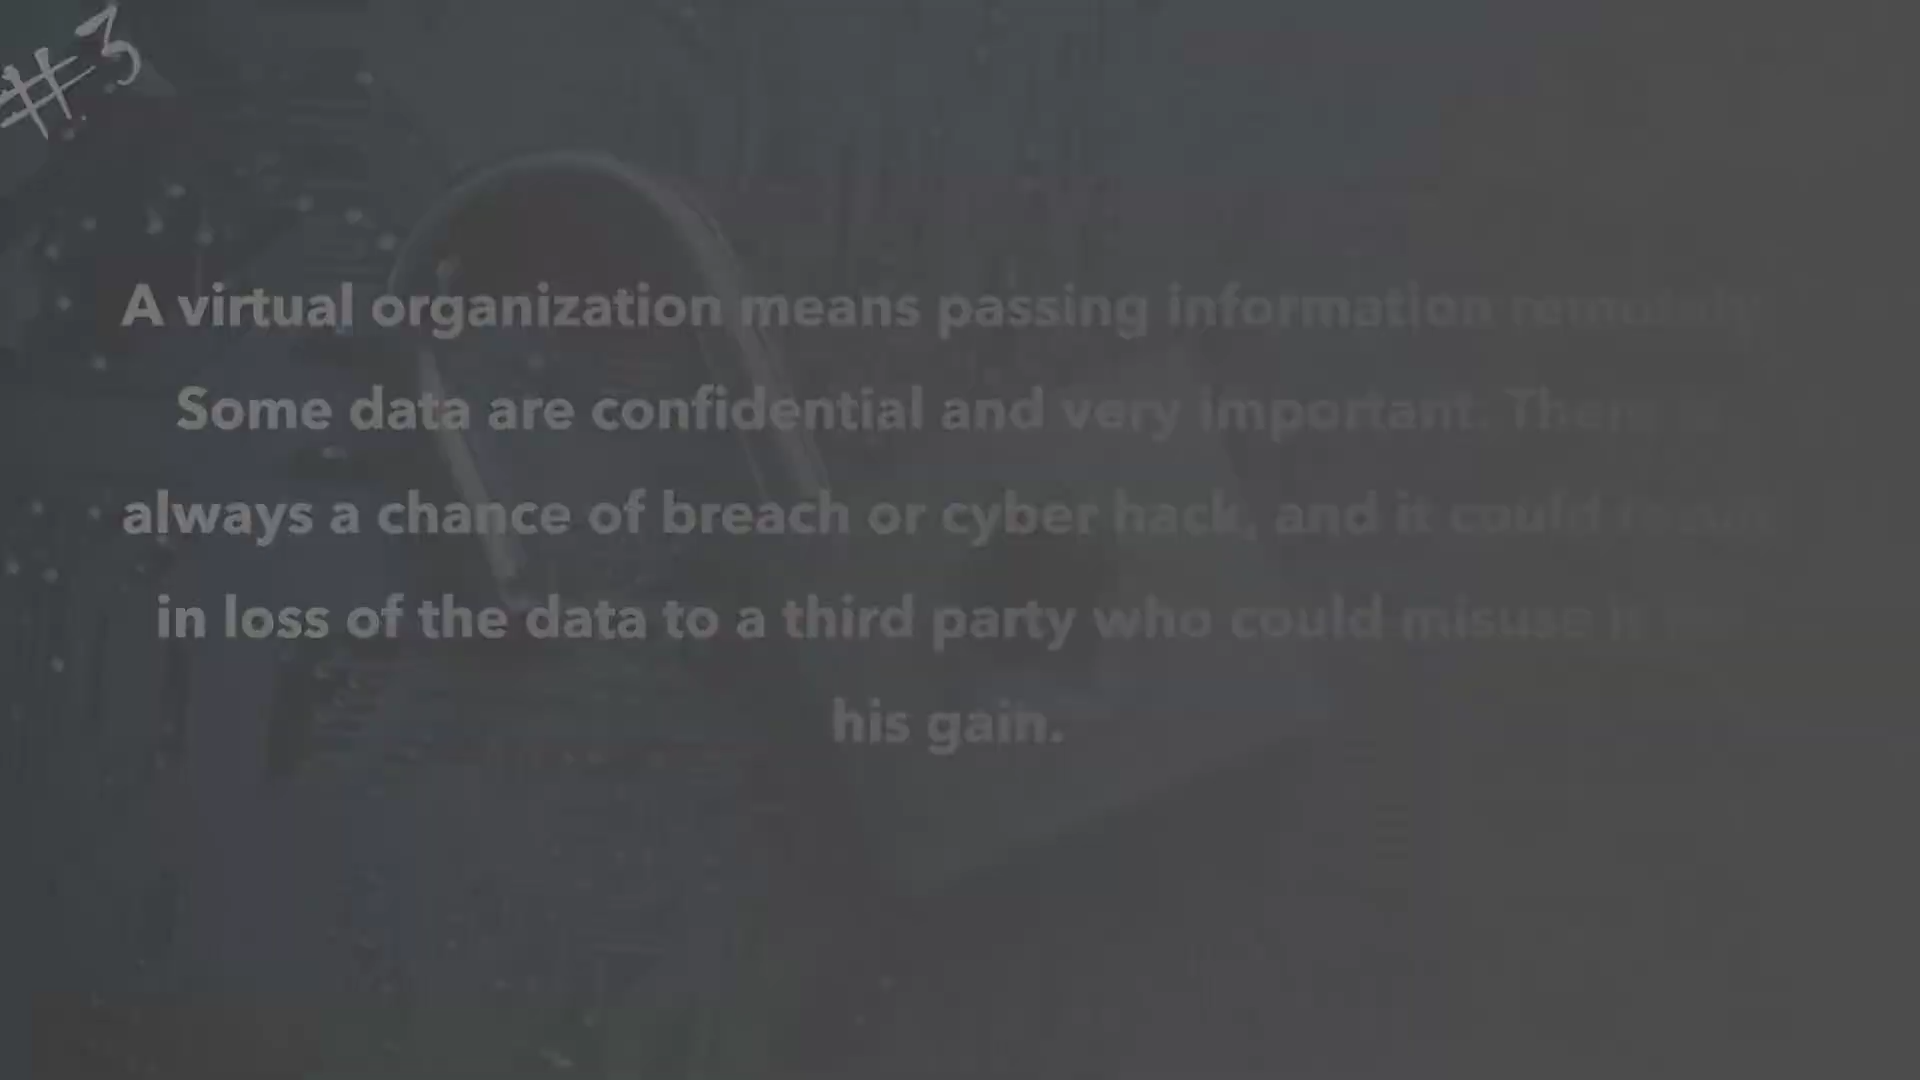 #3
A virtual organization means passing information remotely
Some data are confidential and very important. There
always a chance of breach or cyber hack, and it could result
in loss of the data to a third party who could misuse it
his gain.